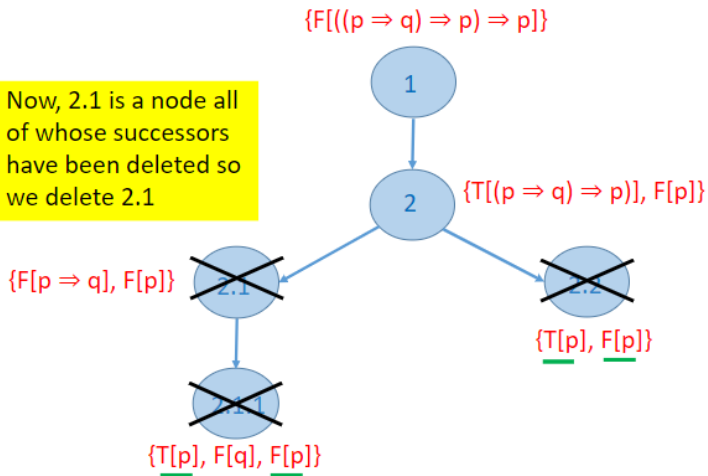 {F[((p ⇒ q) ⇒ p) ⇒ p]}
1
Now, 2.1 is a node all
of whose successors
have been deleted so
we delete 2.1
2
{T[(p ⇒ q) ⇒ p)], F[p]}
{F[p ⇒ q], F[p]}
2.1
2.2
{T[p], F[p]}
2.1.1
{T[p], F[q], F[p]}